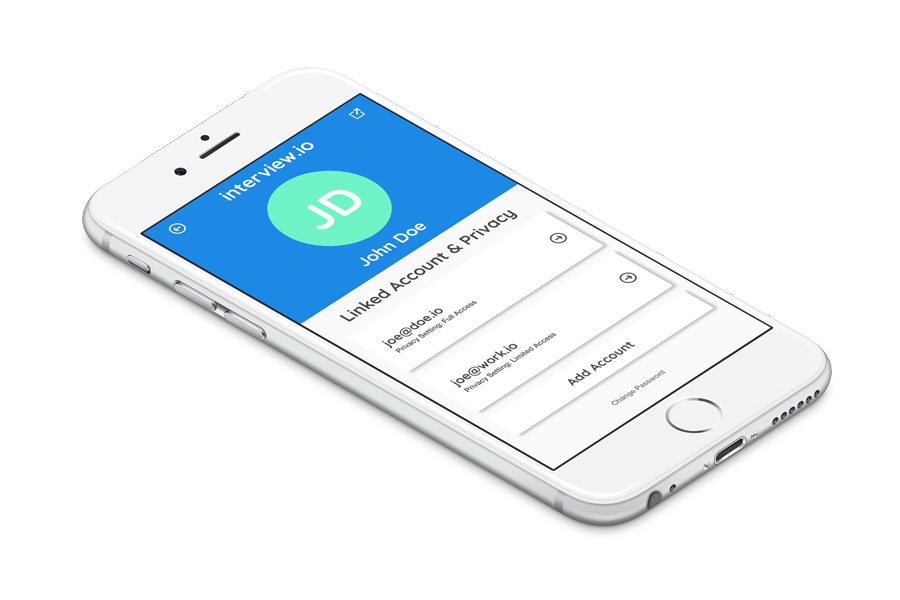 interview.io
JD
John Doe
Linked Account & Privacy
joe@doe.io
Privacy Setting: Full Access
joe@work.io
Privacy Setting: Limited Access
Add Account
Change Password